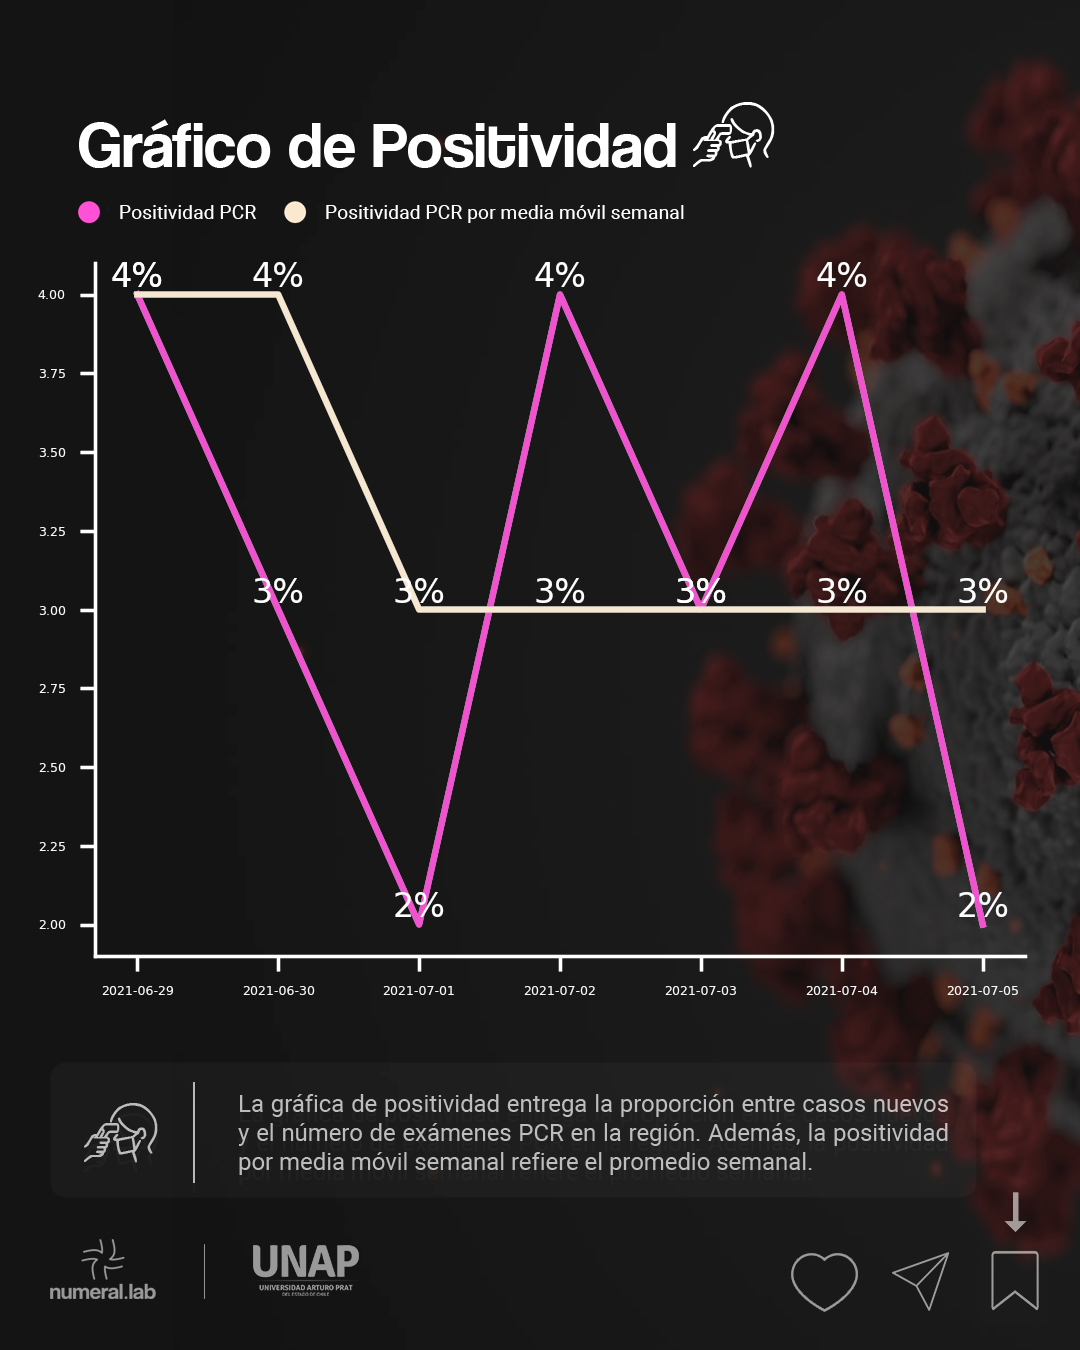 Gráfico de Positividad
Positividad PCR Positividad PCR por media móvil semanal
4% 4% 4% 4%
4.00
3.75
3.50
3.25
3% 3% 3% 3% 3% 3%
3.00
2.75
2.50
2.25
2% 2%
2.00
2021-06-29 2021-06-30 2021-07-01 2021-07-02 2021-07-03 2021-07-04 2021-07-05
La gráfica de positividad entrega la proporción entre casos nuevos
y el número de exámenes PCR en la región. Además, la positividad
por media móvil semanal refiere el promedio semanal.
numeral.lab
UNAP
UNIVERSIDAD ARTURO PRAT
DEL ESTADO DE CHILE